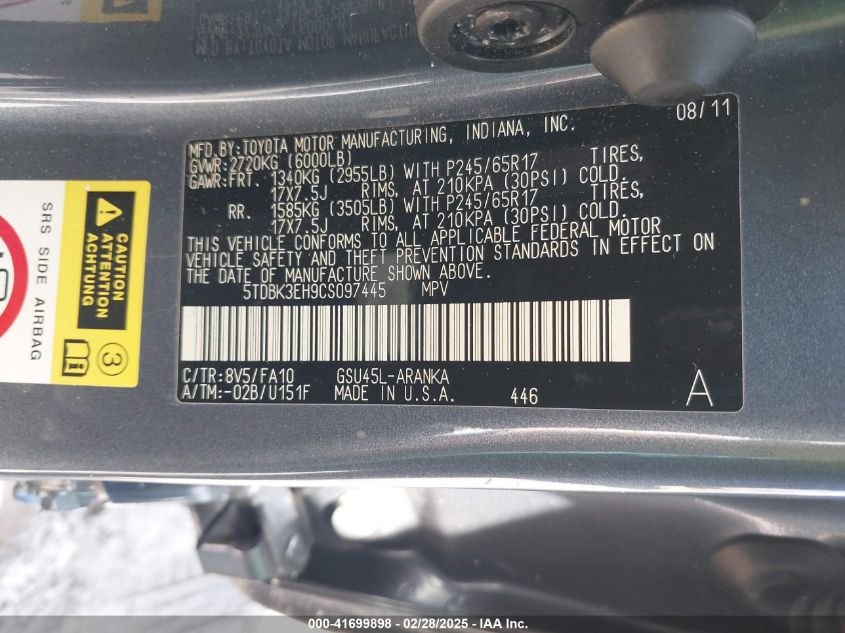 08/11
MFD.BY:TOYOTA MOTOR MANUFACTURING, INDIANA, INC.
GVWR:2720KG (6000LB)
GAWR:FRT. 1340KG (2955LB) WITH P245/65R17 TIRES,
17X7.5J RIMS, AT 210KPA (30PSI) COLD.
RR. 1585KG (3505LB) WITH P245/65R17 TIRES,
17X7.5J RIMS, AT 210KPA (30PSI) COLD.
THIS VEHICLE CONFORMS TO ALL APPLICABLE FEDERAL MOTOR
VEHICLE SAFETY AND THEFT PREVENTION STANDARDS IN EFFECT ON
THE DATE OF MANUFACTURE SHOWN ABOVE.
5TDBK3EH9CS097445 MPV
C/TR:8V5/FA10 GSU45L-ARANKA
A/TM:-02B/U151F MADE IN U.S.A. 446 A
SRS SIDE AIRBAG
CAUTION
ATTENTION
ACHTUNG
3
000-41699898 - 02/28/2025 - IAA Inc.